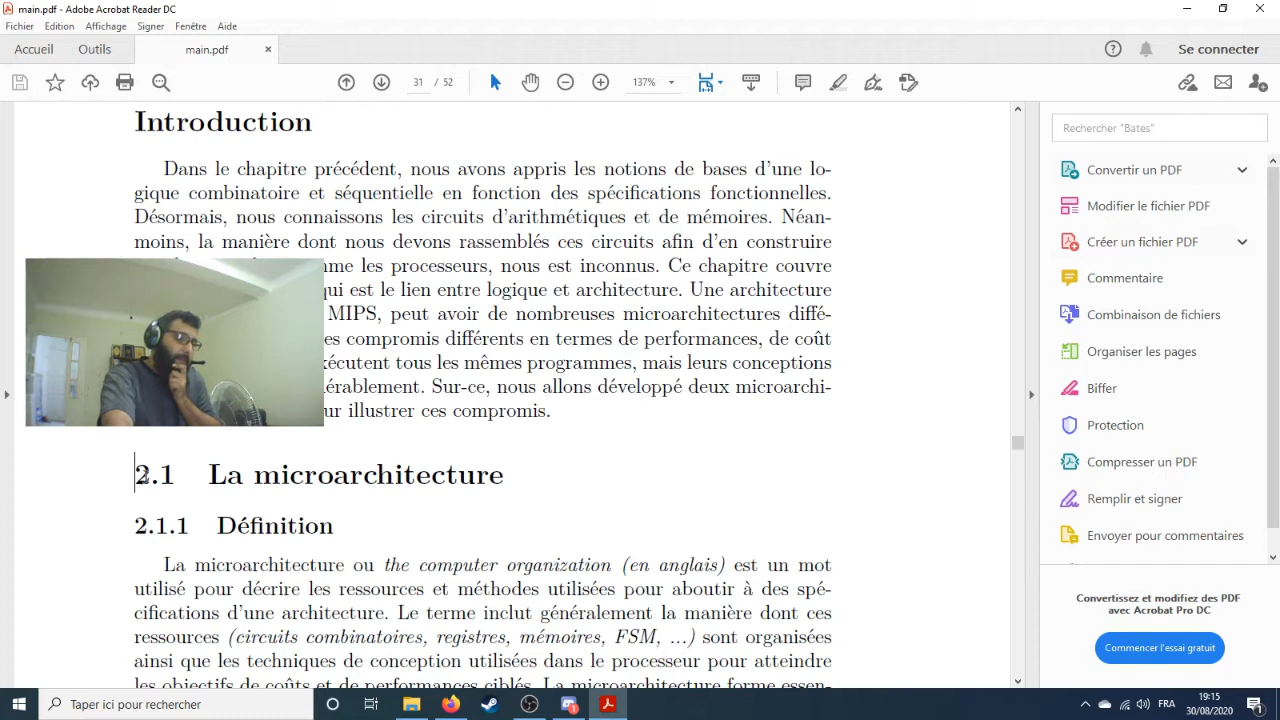 main.pdf - Adobe Acrobat Reader DC
Fichier Edition Affichage Signer Fenêtre Aide
Accueil Outils main.pdf × Se connecter
31 / 52 137%
Introduction
Dans le chapitre précédent, nous avons appris les notions de bases d'une lo-
gique combinatoire et séquentielle en fonction des spécifications fonctionnelles.
Désormais, nous connaissons les circuits d'arithmétiques et de mémoires. Néan-
moins, la manière dont nous devons rassemblés ces circuits afin d'en construire
mme les processeurs, nous est inconnus. Ce chapitre couvre
qui est le lien entre logique et architecture. Une architecture
MIPS, peut avoir de nombreuses microarchitectures diffé-
es compromis différents en termes de performances, de coût
xécutent tous les mêmes programmes, mais leurs conceptions
dérablement. Sur-ce, nous allons développé deux microarchi-
ur illustrer ces compromis.
2.1 La microarchitecture
2.1.1 Définition
La microarchitecture ou the computer organization (en anglais) est un mot
utilisé pour décrire les ressources et méthodes utilisées pour aboutir à des spé-
cifications d'une architecture. Le terme inclut généralement la manière dont ces
ressources (circuits combinatoires, registres, mémoires, FSM, ...) sont organisées
ainsi que les techniques de conception utilisées dans le processeur pour atteindre
les objectifs de coûts et de performances ciblés. La microarchitecture forme essen-
Rechercher "Bates"
Convertir un PDF
Modifier le fichier PDF
Créer un fichier PDF
Commentaire
Combinaison de fichiers
Organiser les pages
Biffer
Protection
Compresser un PDF
Remplir et signer
Envoyer pour commentaires
Convertissez et modifiez des PDF
avec Acrobat Pro DC
Commencer l'essai gratuit
Taper ici pour rechercher
FRA
19:15
30/08/2020
1